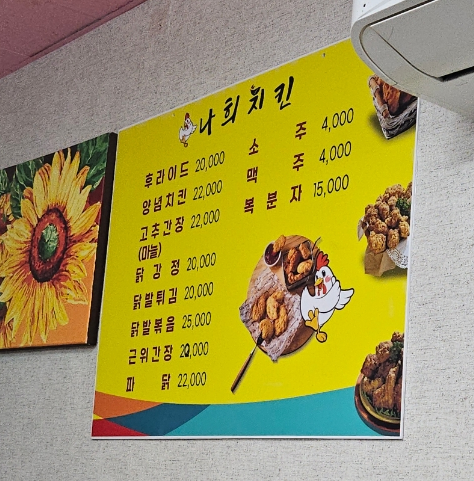 나희치킨
후라이드 20,000
양념치킨 22,000
고추간장 22,000
(마늘)
닭강정 20,000
닭발튀김 20,000
닭발볶음 25,000
근위간장 20,000
파닭 22,000
소주 4,000
맥주 4,000
복분자 15,000